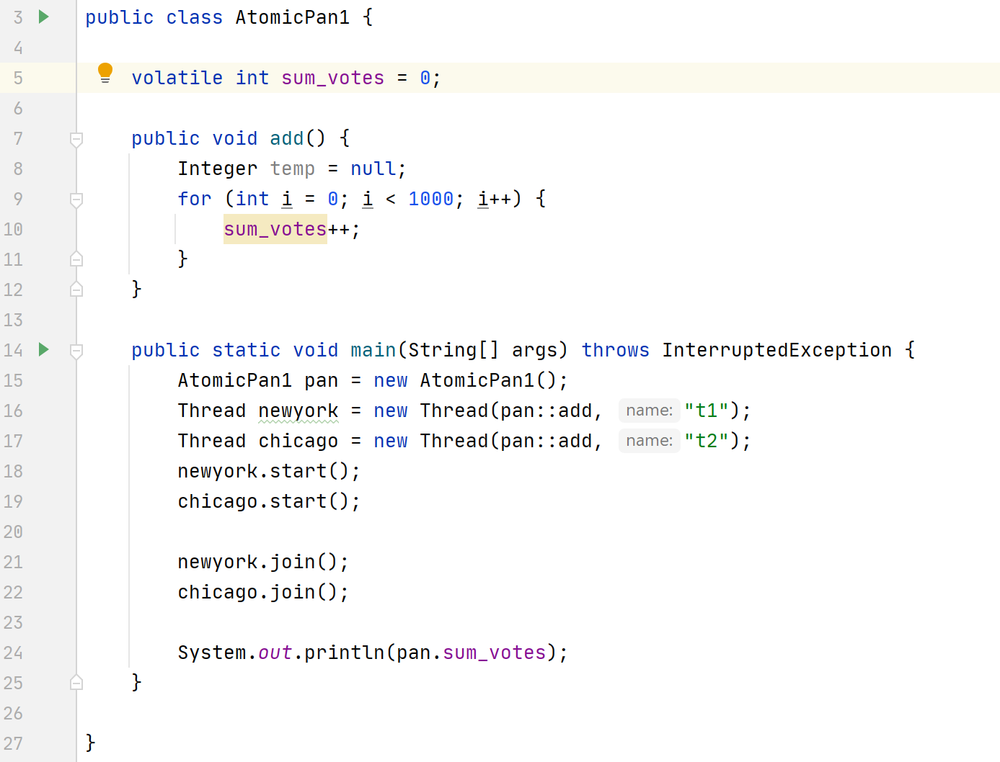 3 public class AtomicPan1 {
4
5 volatile int sum_votes = 0;
6
7 public void add() {
8 Integer temp = null;
9 for (int i = 0; i < 1000; i++) {
10 sum_votes++;
11 }
12 }
13
14 public static void main(String[] args) throws InterruptedException {
15 AtomicPan1 pan = new AtomicPan1();
16 Thread newyork = new Thread(pan::add, name: "t1");
17 Thread chicago = new Thread(pan::add, name: "t2");
18 newyork.start();
19 chicago.start();
20
21 newyork.join();
22 chicago.join();
23
24 System.out.println(pan.sum_votes);
25 }
26
27 }